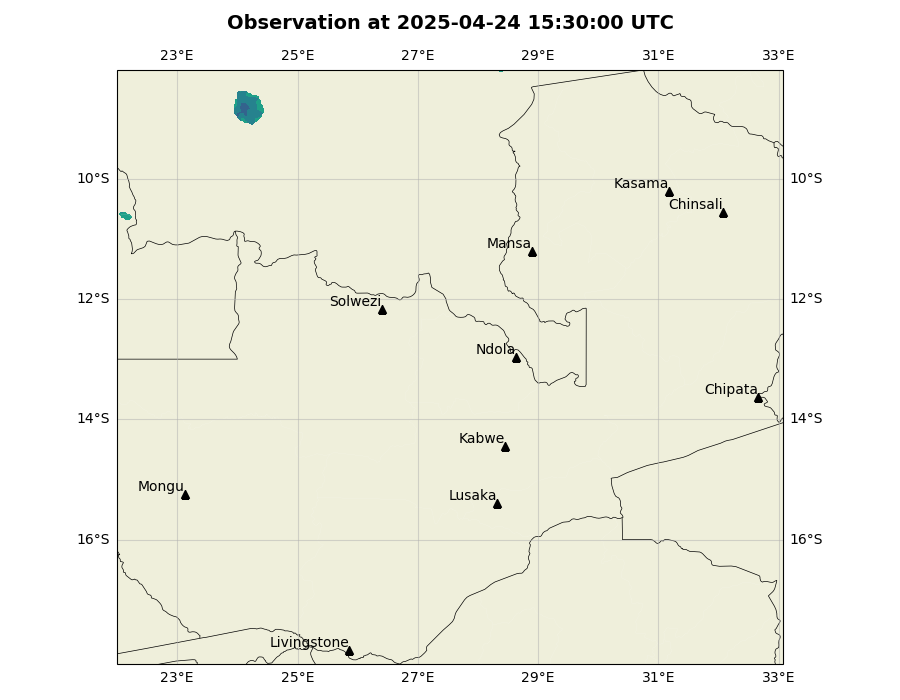 Observation at 2025-04-24 15:30:00 UTC
23°E 25°E 27°E 29°E 31°E 33°E
10°S 10°S
Kasama
Chinsali
Mansa
12°S 12°S
Solwezi
Ndola
Chipata
14°S 14°S
Kabwe
Mongu
Lusaka
16°S 16°S
Livingstone
23°E 25°E 27°E 29°E 31°E 33°E